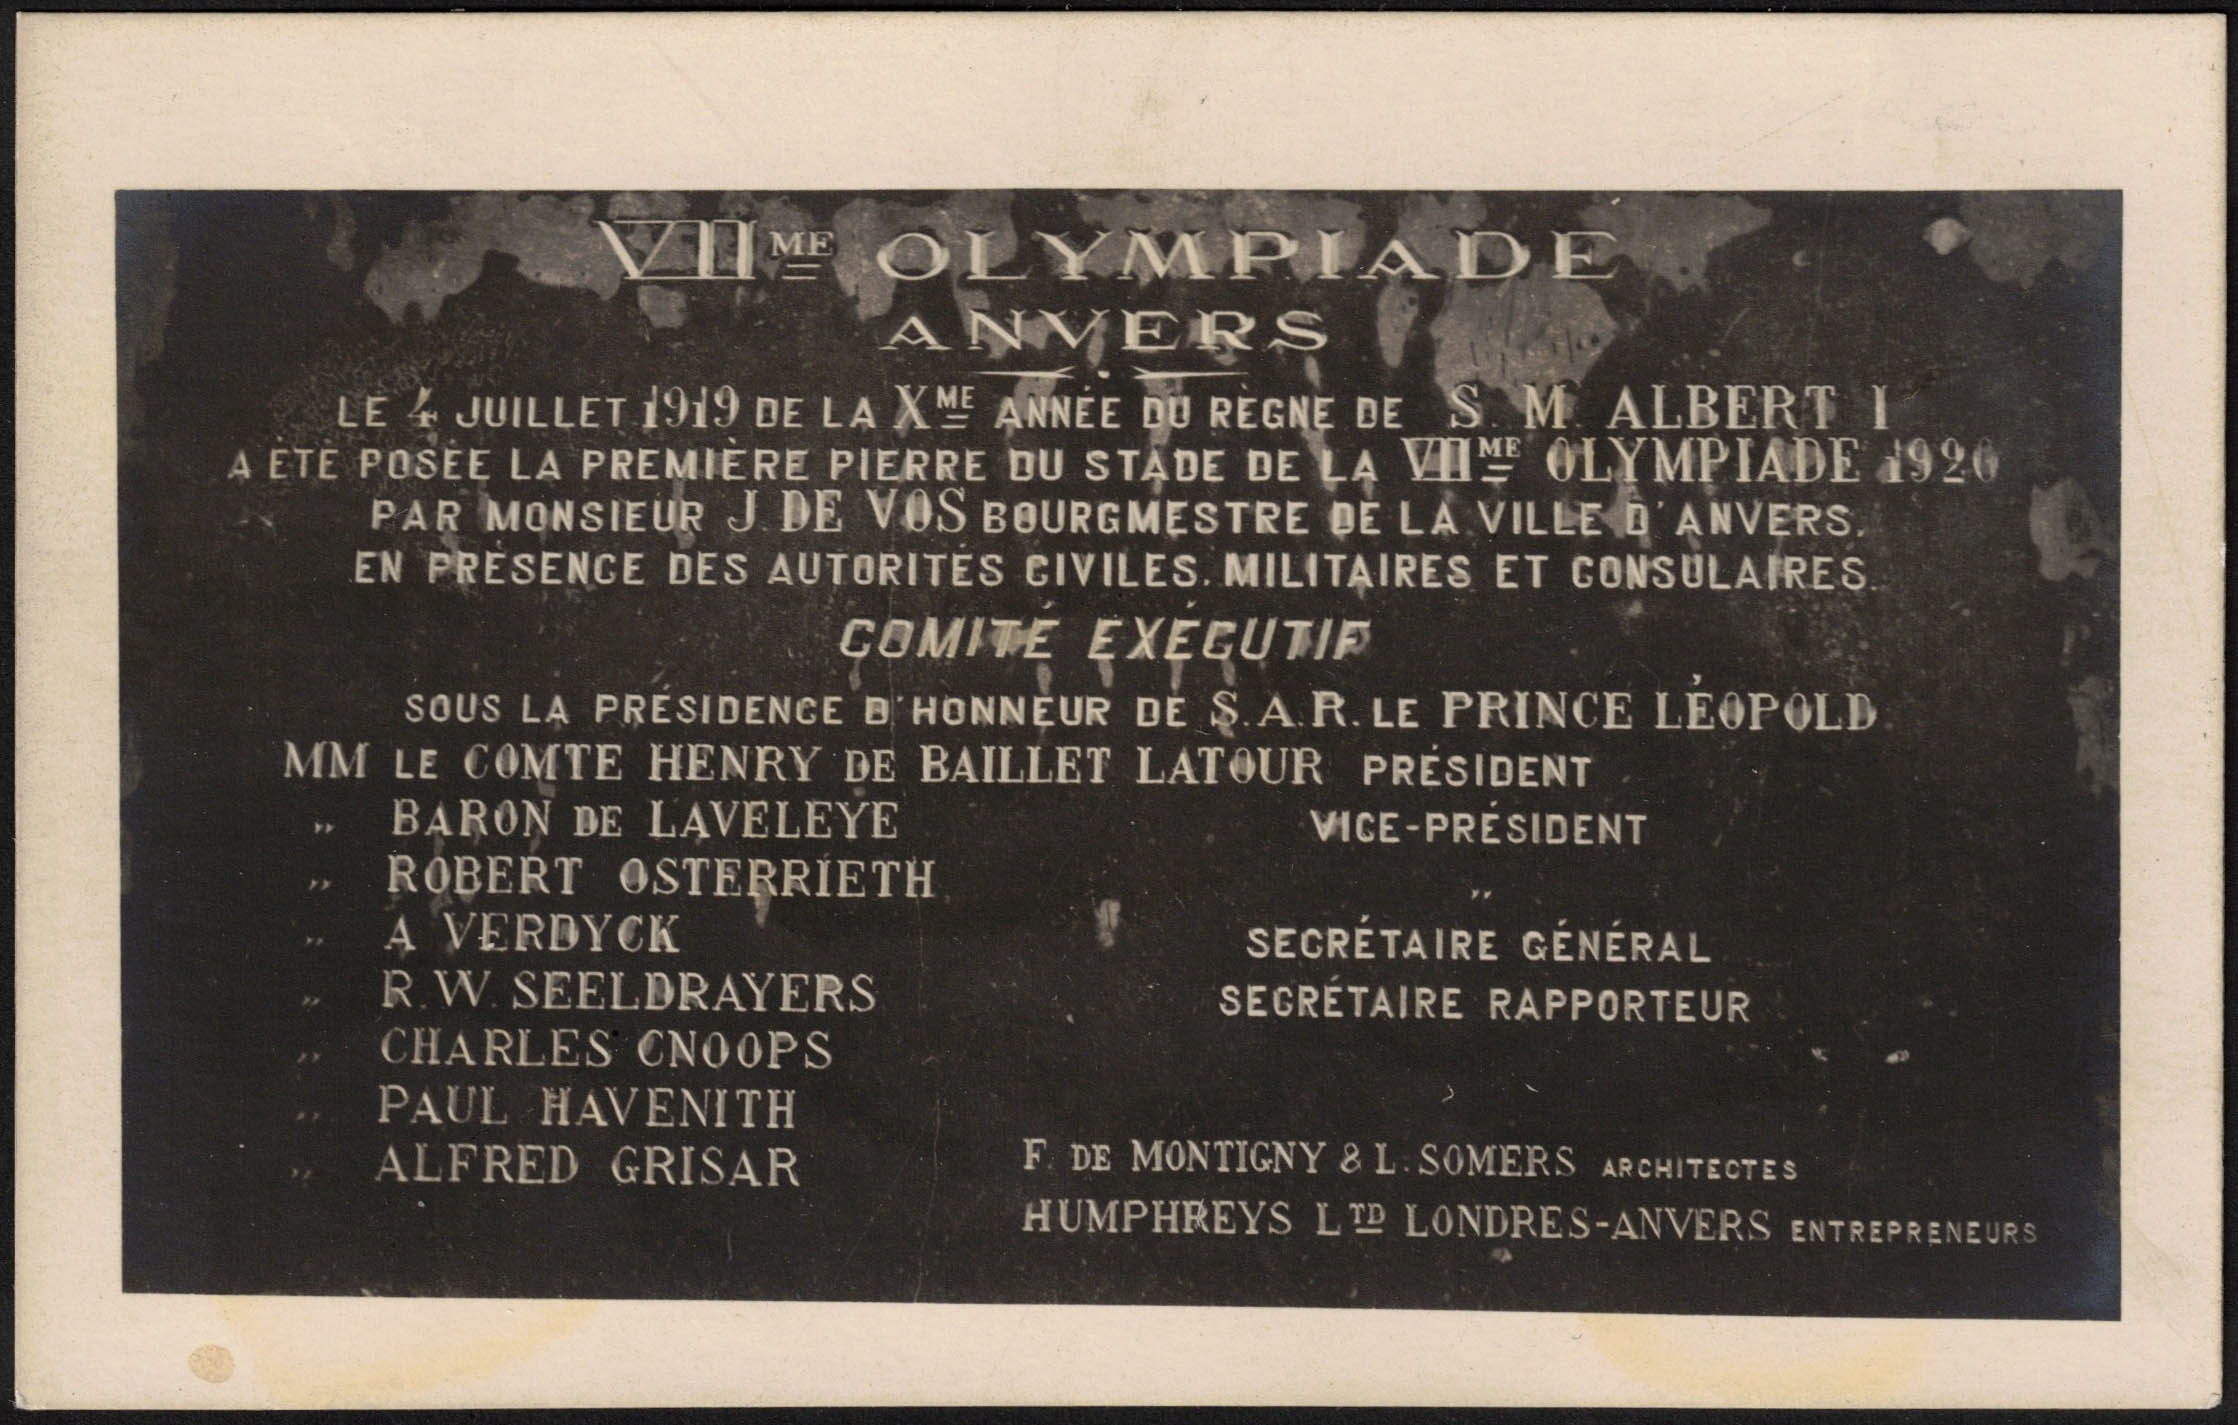 VIIME OLYMPIADE
ANVERS
LE 4 JUILLET 1919 DE LA XME ANNÉE DU RÈGNE DE S. M. ALBERT I
A ÉTÉ POSÉE LA PREMIÈRE PIERRE DU STADE DE LA VIIME OLYMPIADE 1920
PAR MONSIEUR J. DE VOS BOURGMESTRE DE LA VILLE D'ANVERS,
EN PRÉSENCE DES AUTORITÉS CIVILES. MILITAIRES ET CONSULAIRES.
COMITÉ EXÉCUTIF
SOUS LA PRÉSIDENCE D'HONNEUR DE S.A.R. LE PRINCE LÉOPOLD
MM LE COMTE HENRY DE BAILLET LATOUR PRÉSIDENT
,, BARON DE LAVELEYE VICE-PRÉSIDENT
,, ROBERT OSTERRIETH ,,
,, A VERDYCK SECRÉTAIRE GÉNÉRAL
,, R.W. SEELDRAYERS SECRÉTAIRE RAPPORTEUR
,, CHARLES CNOOPS
,, PAUL HAVENITH
,, ALFRED GRISAR
F. DE MONTIGNY & L. SOMERS ARCHITECTES
HUMPHREYS LTD LONDRES-ANVERS ENTREPRENEURS